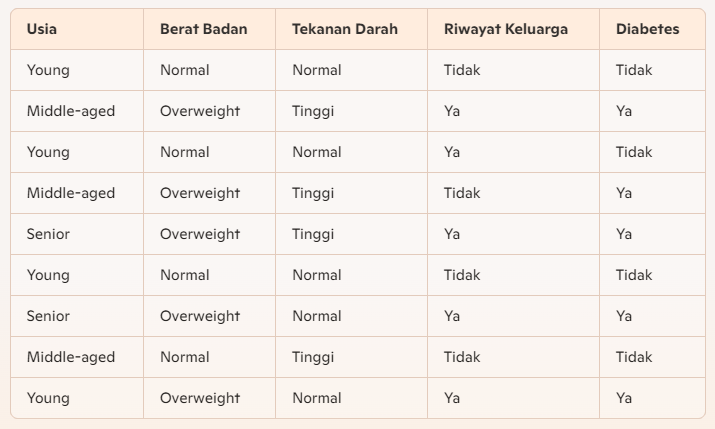 Usia Berat Badan Tekanan Darah Riwayat Keluarga Diabetes
Young Normal Normal Tidak Tidak
Middle-aged Overweight Tinggi Ya Ya
Young Normal Normal Ya Tidak
Middle-aged Overweight Tinggi Tidak Ya
Senior Overweight Tinggi Ya Ya
Young Normal Normal Tidak Tidak
Senior Overweight Normal Ya Ya
Middle-aged Normal Tinggi Tidak Tidak
Young Overweight Normal Ya Ya